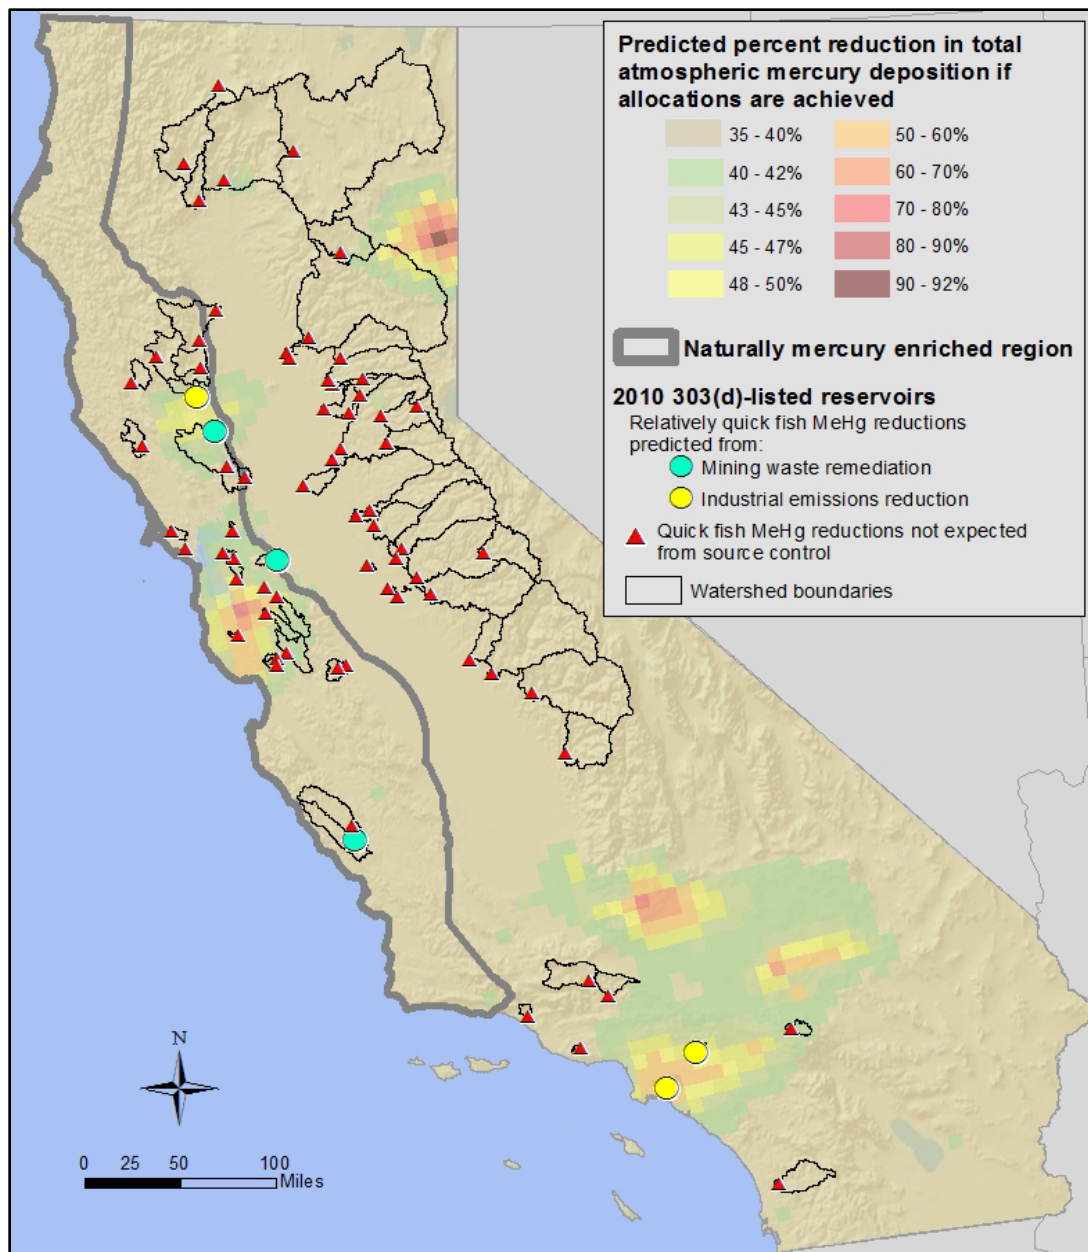 Predicted percent reduction in total
atmospheric mercury deposition if
allocations are achieved
35 - 40%
50 - 60%
40 - 42%
60 - 70%
43 - 45%
70 - 80%
45 - 47%
80 - 90%
48 - 50%
90 - 92%
Naturally mercury enriched region
2010 303(d)-listed reservoirs
Relatively quick fish MeHg reductions
predicted from:
Mining waste remediation
Industrial emissions reduction
Quick fish MeHg reductions not expected
from source control
Watershed boundaries
N
0 25 50 100
Miles